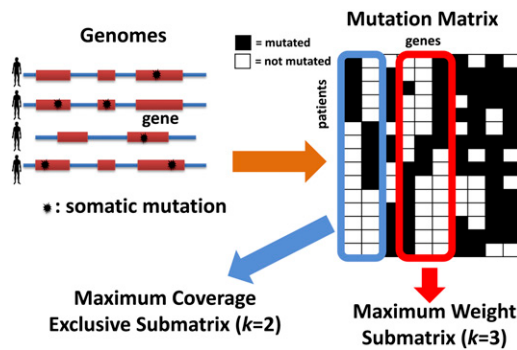 Genomes
gene
: somatic mutation
Mutation Matrix
= mutated
= not mutated
genes
patients
Maximum Coverage
Exclusive Submatrix (k=2)
Maximum Weight
Submatrix (k=3)